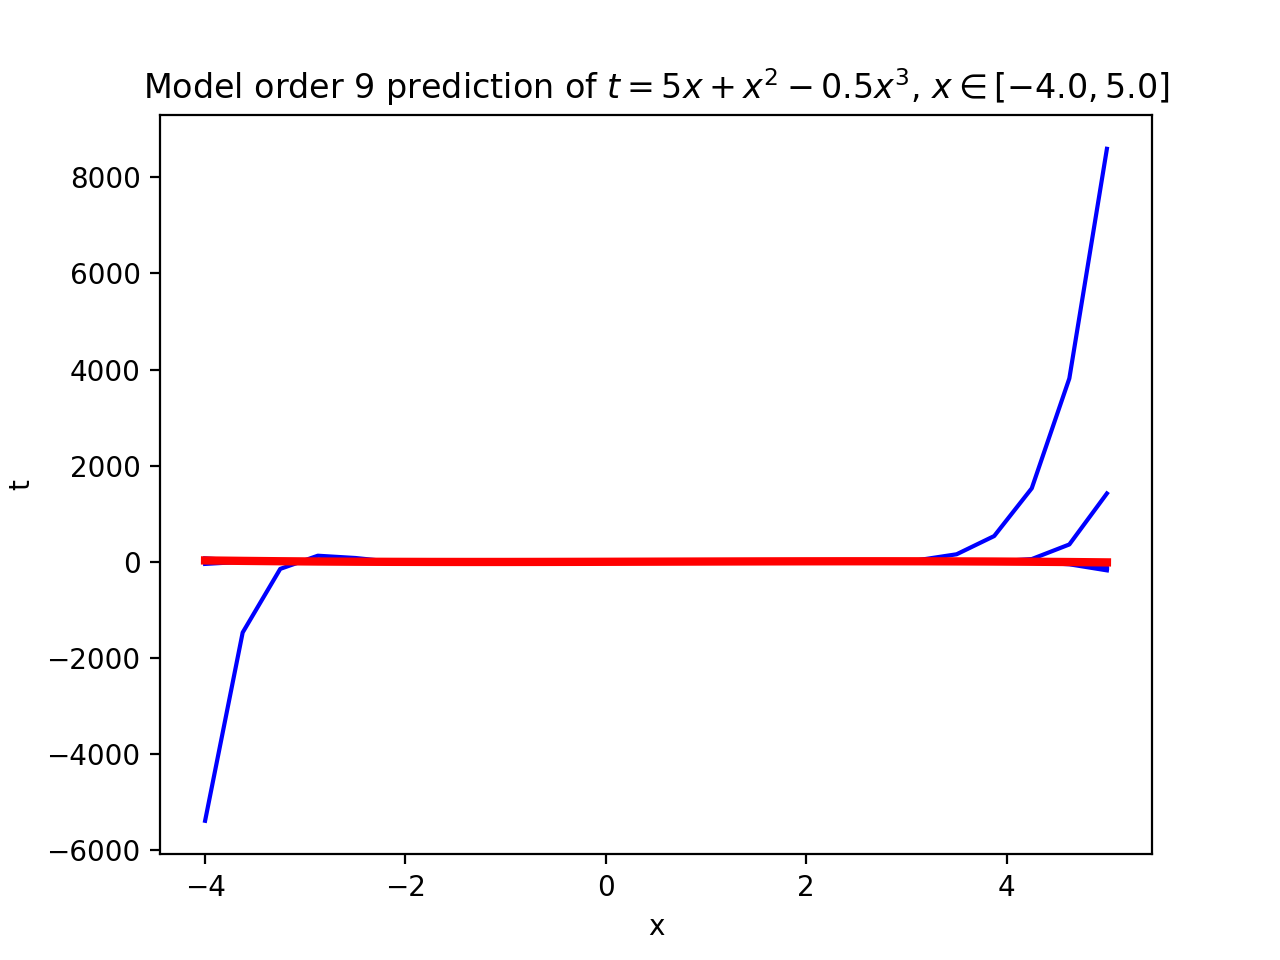 Model order 9 prediction of t = 5x + x² − 0.5x³, x ∈ [−4.0, 5.0]
8000
6000
4000
2000
0
−2000
−4000
−6000
t
−4 −2 0 2 4
x